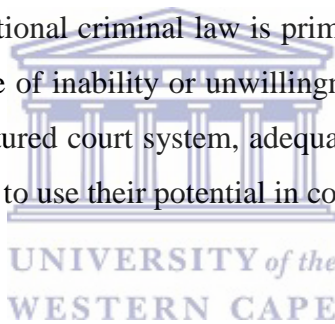 tional criminal law is prim
e of inability or unwillingn
tured court system, adequa
to use their potential in co
UNIVERSITY of the
WESTERN CAPE